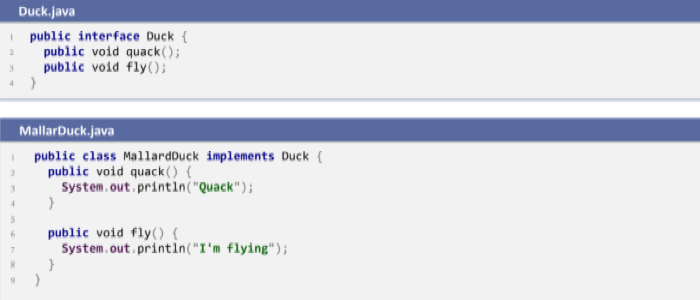 Duck.java
1 public interface Duck {
2 public void quack();
3 public void fly();
4 }
MallarDuck.java
1 public class MallardDuck implements Duck {
2 public void quack() {
3 System.out.println("Quack");
4 }
5
6 public void fly() {
7 System.out.println("I'm flying");
8 }
9 }